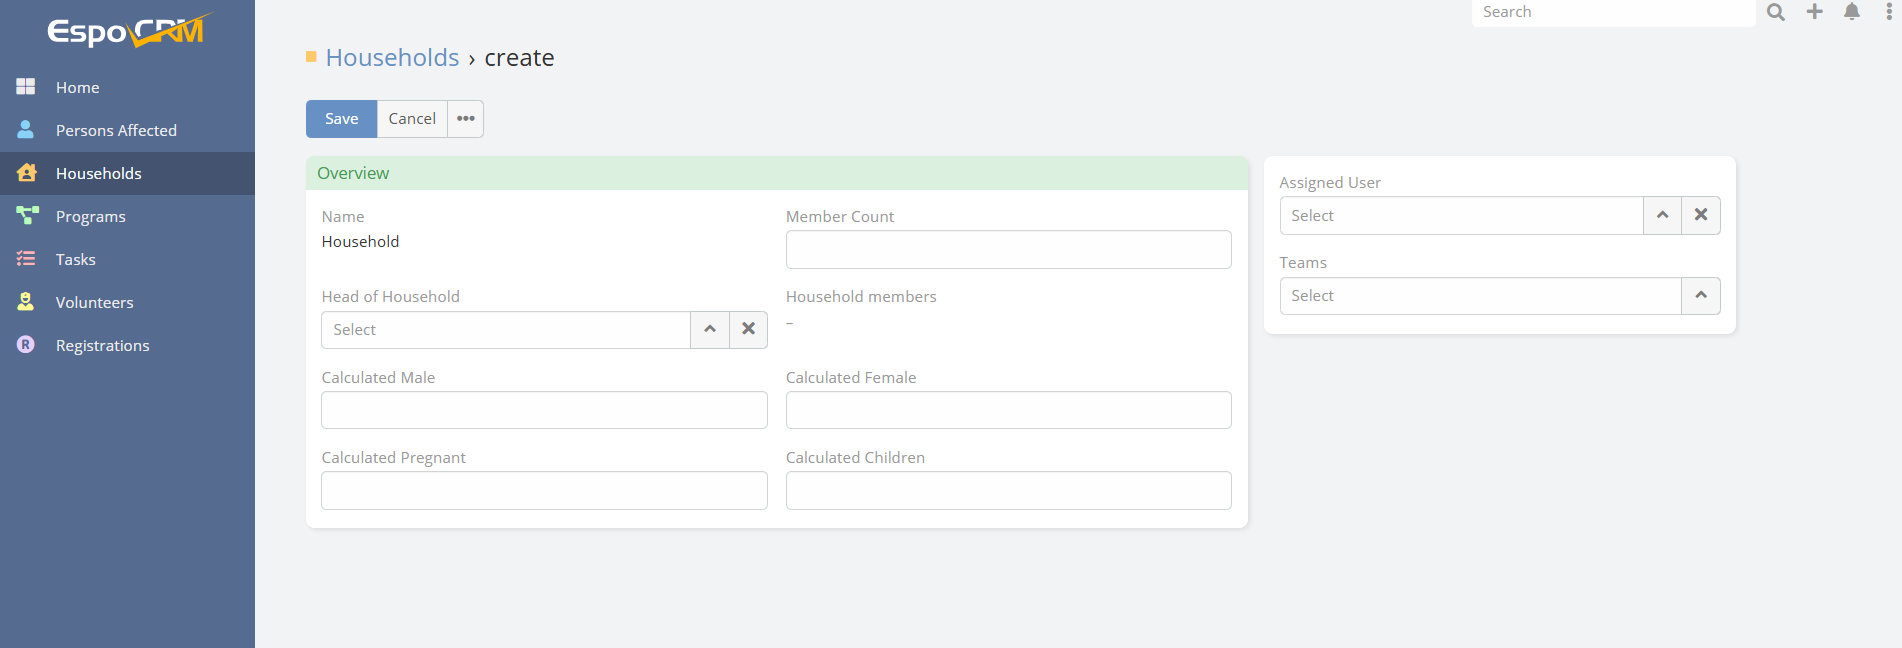 EspoCRM
Search
Home
Persons Affected
Households
Programs
Tasks
Volunteers
R Registrations
Households › create
Save Cancel •••
Overview
Name
Household
Member Count
Head of Household
Select
Household members
–
Calculated Male
Calculated Female
Calculated Pregnant
Calculated Children
Assigned User
Select
Teams
Select